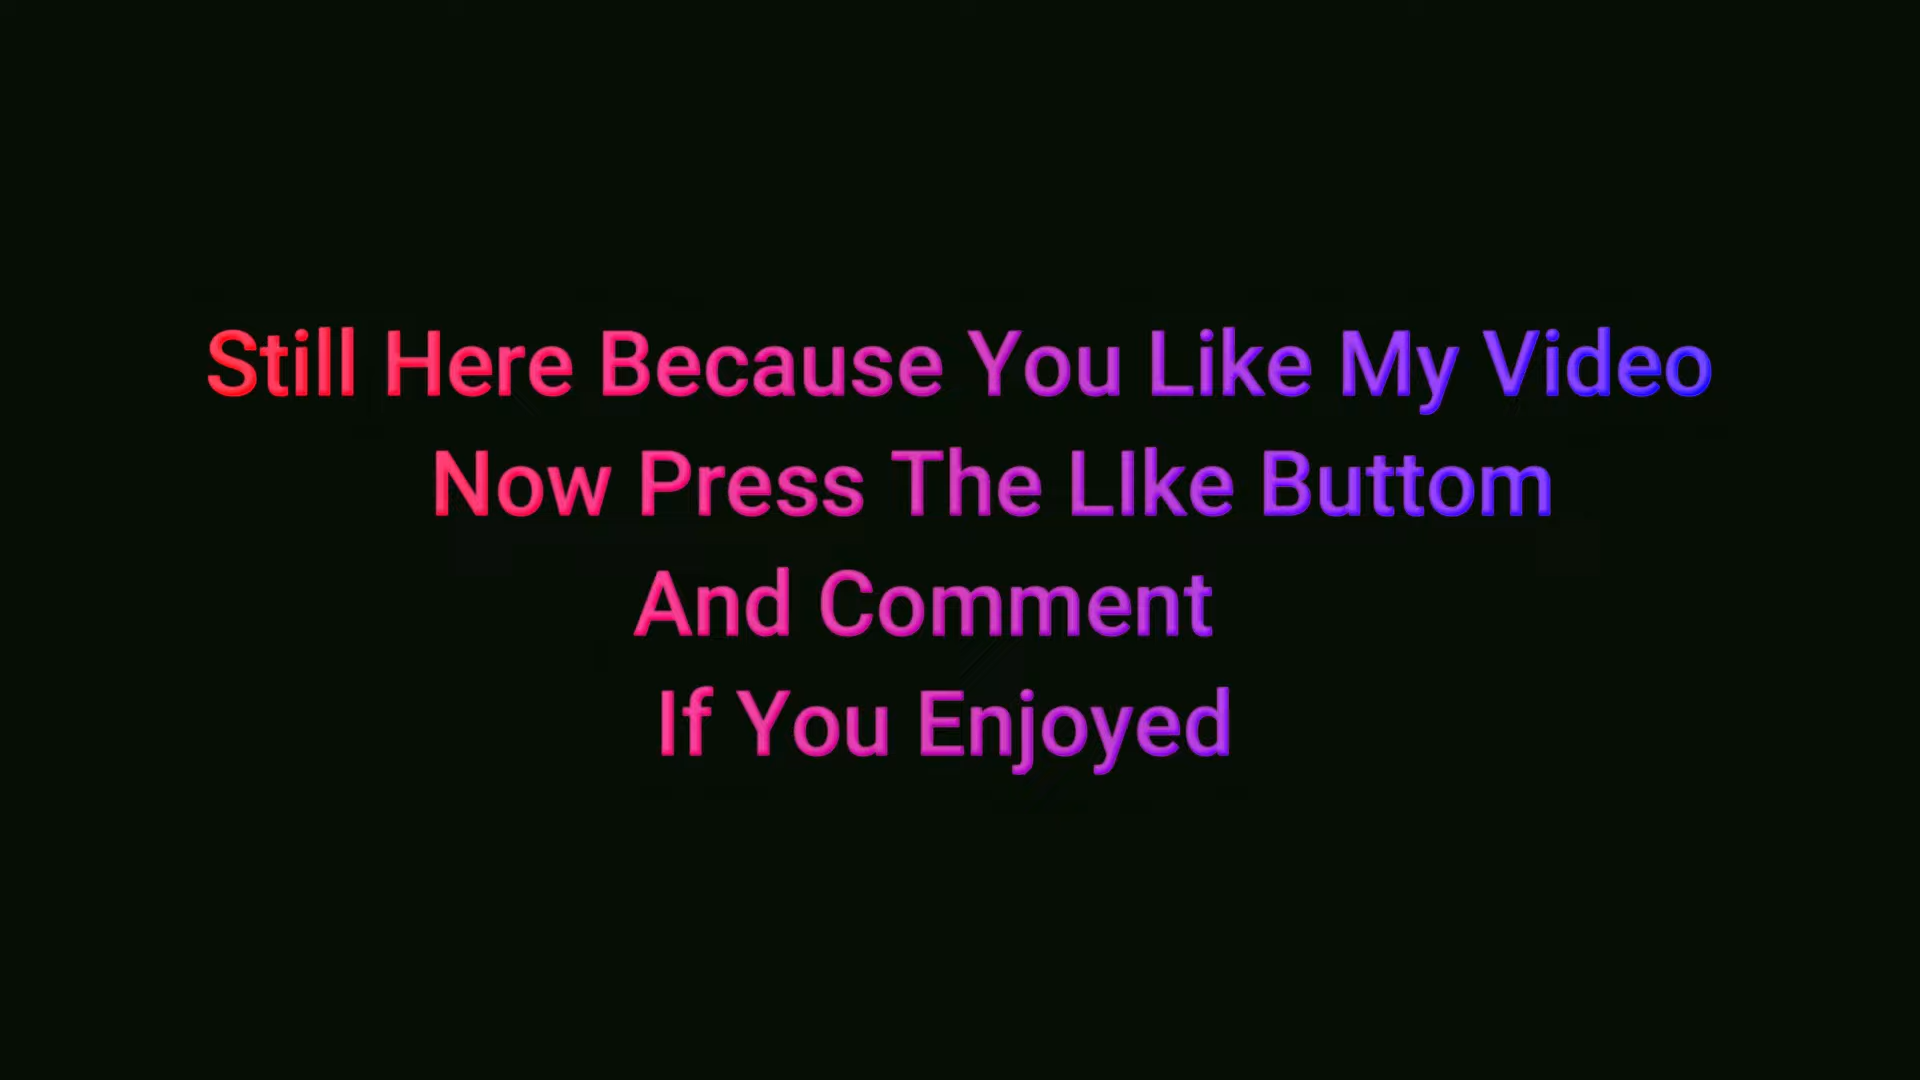 Still Here Because You Like My Video
Now Press The LIke Buttom
And Comment
If You Enjoyed